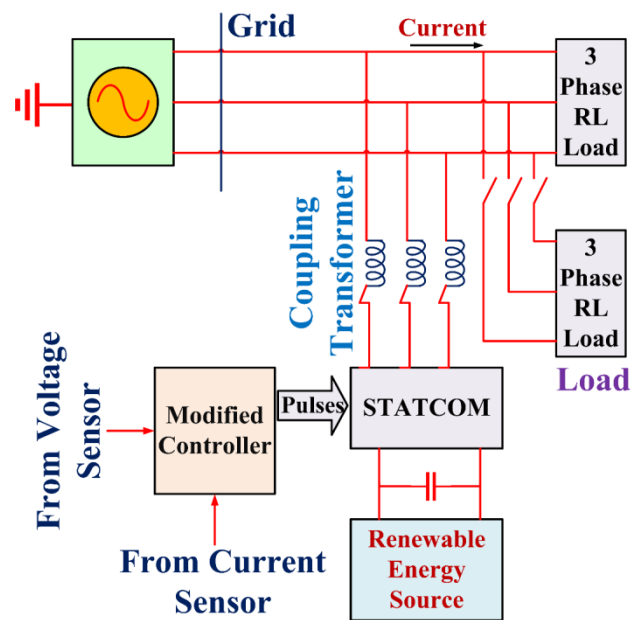 Grid
Current
3
Phase
RL
Load
Coupling
Transformer
3
Phase
RL
Load
Load
From Voltage
Sensor
Modified
Controller
Pulses
STATCOM
From Current
Sensor
Renewable
Energy
Source